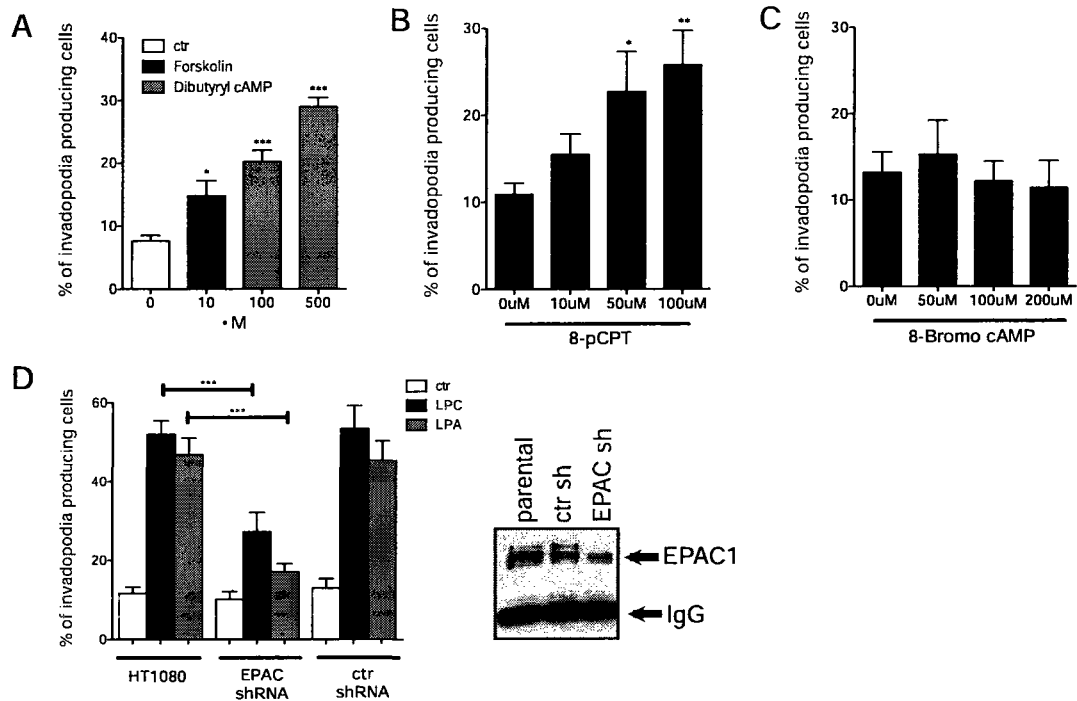 A
% of invadopodia producing cells
40
30
20
10
0
ctr
Forskolin
Dibutyryl cAMP
*
***
***
0 10 100 500
• M
B
% of invadopodia producing cells
30
20
10
0
*
**
0uM 10uM 50uM 100uM
8-pCPT
C
% of invadopodia producing cells
30
20
10
0
0uM 50uM 100uM 200uM
8-Bromo cAMP
D
% of invadopodia producing cells
60
40
20
0
***
***
ctr
LPC
LPA
HT1080
EPAC
shRNA
ctr
shRNA
parental
ctr sh
EPAC sh
EPAC1
IgG